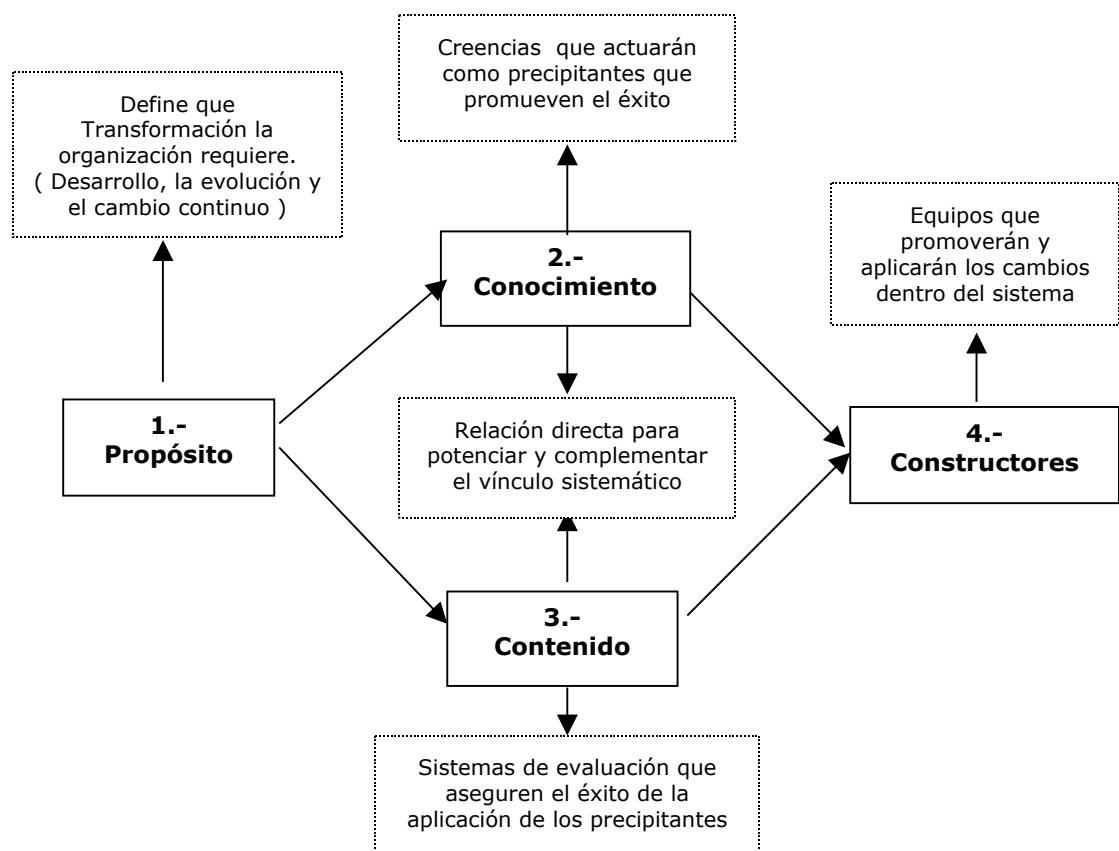 Creencias que actuarán
como precipitantes que
promueven el éxito
Define que
Transformación la
organización requiere.
( Desarrollo, la evolución y
el cambio continuo )
Equipos que
promoverán y
aplicarán los cambios
dentro del sistema
2.-
Conocimiento
1.-
Propósito
Relación directa para
potenciar y complementar
el vínculo sistemático
4.-
Constructores
3.-
Contenido
Sistemas de evaluación que
aseguren el éxito de la
aplicación de los precipitantes